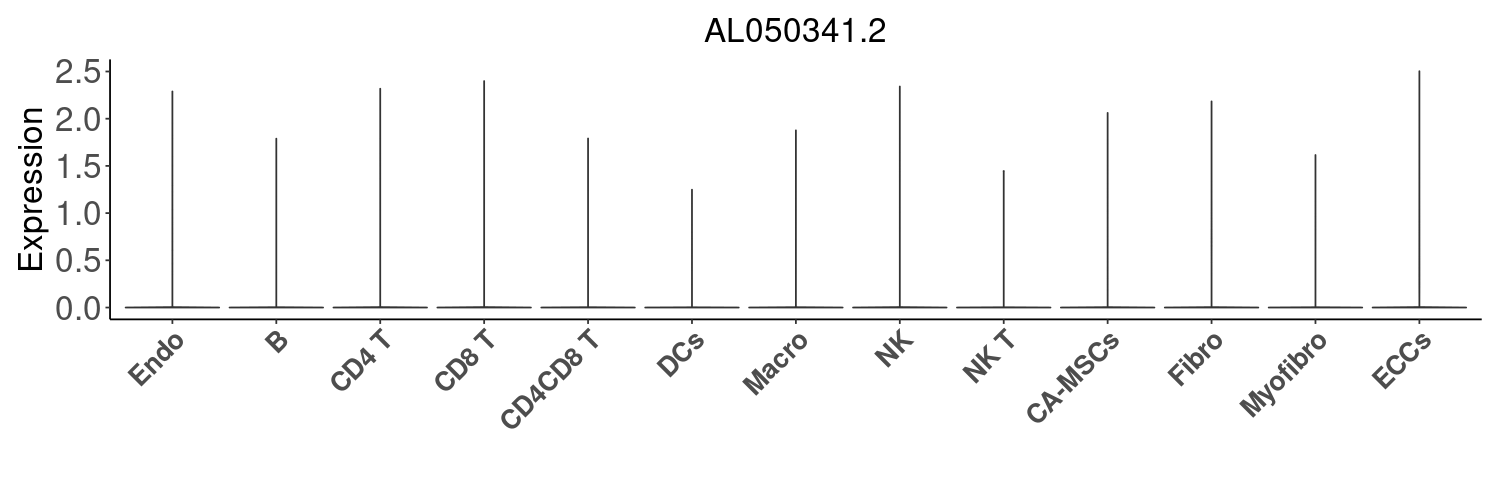 AL050341.2
Expression
2.5
2.0
1.5
1.0
0.5
0.0
Endo
B
CD4 T
CD8 T
CD4CD8 T
DCs
Macro
NK
NK T
CA-MSCs
Fibro
Myofibro
ECCs